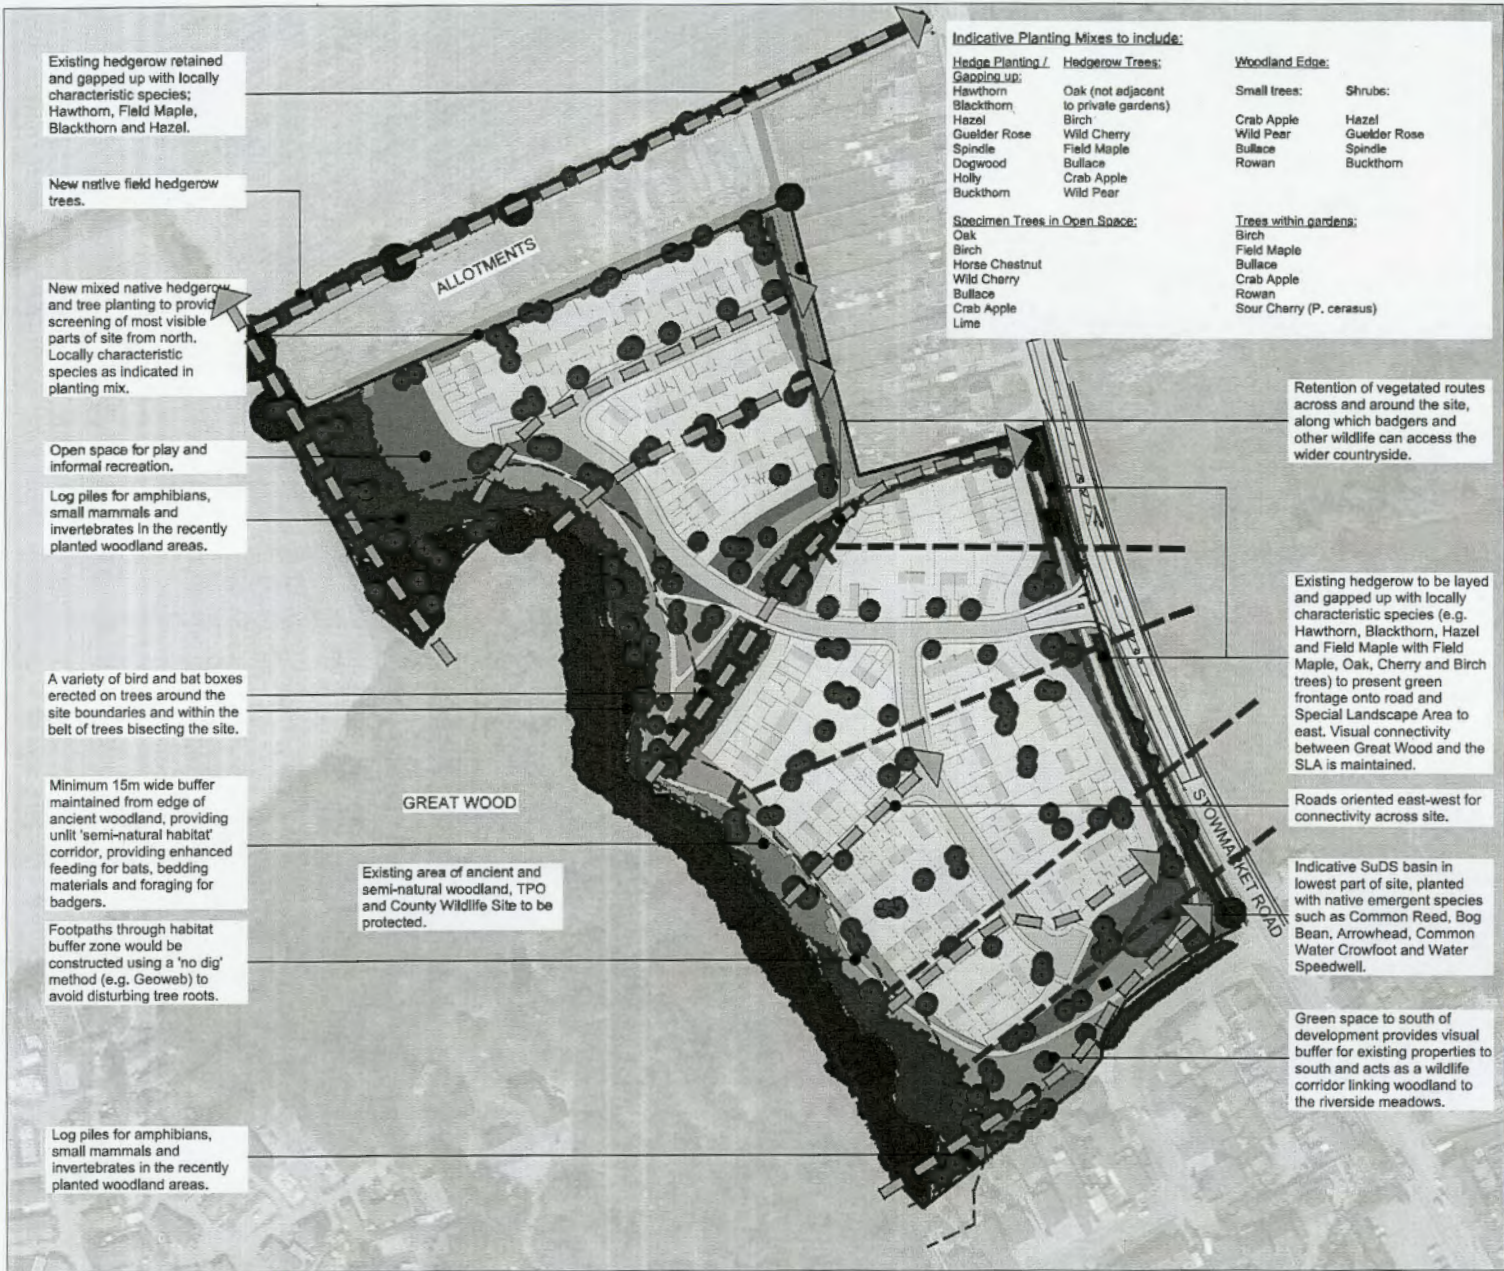 Existing hedgerow retained
and gapped up with locally
characteristic species;
Hawthorn, Field Maple,
Blackthorn and Hazel.
New native field hedgerow
trees.
New mixed native hedgerow
and tree planting to provide
screening of most visible
parts of site from north.
Locally characteristic
species as indicated in
planting mix.
Open space for play and
informal recreation.
Log piles for amphibians,
small mammals and
invertebrates in the recently
planted woodland areas.
A variety of bird and bat boxes
erected on trees around the
site boundaries and within the
belt of trees bisecting the site.
Minimum 15m wide buffer
maintained from edge of
ancient woodland, providing
unlit 'semi-natural habitat'
corridor, providing enhanced
feeding for bats, bedding
materials and foraging for
badgers.
Footpaths through habitat
buffer zone would be
constructed using a 'no dig'
method (e.g. Geoweb) to
avoid disturbing tree roots.
Log piles for amphibians,
small mammals and
invertebrates in the recently
planted woodland areas.
ALLOTMENTS
GREAT WOOD
Existing area of ancient and
semi-natural woodland, TPO
and County Wildlife Site to be
protected.
STOWMARKET ROAD
Indicative Planting Mixes to include:
Hedge Planting /
Gapping up:
Hawthorn
Blackthorn
Hazel
Guelder Rose
Spindle
Dogwood
Holly
Buckthorn
Hedgerow Trees:
Oak (not adjacent
to private gardens)
Birch
Wild Cherry
Field Maple
Bullace
Crab Apple
Wild Pear
Woodland Edge:
Small trees:
Crab Apple
Wild Pear
Bullace
Rowan
Shrubs:
Hazel
Guelder Rose
Spindle
Buckthorn
Specimen Trees in Open Space:
Oak
Birch
Horse Chestnut
Wild Cherry
Bullace
Crab Apple
Lime
Trees within gardens:
Birch
Field Maple
Bullace
Crab Apple
Rowan
Sour Cherry (P. cerasus)
Retention of vegetated routes
across and around the site,
along which badgers and
other wildlife can access the
wider countryside.
Existing hedgerow to be layed
and gapped up with locally
characteristic species (e.g.
Hawthorn, Blackthorn, Hazel
and Field Maple with Field
Maple, Oak, Cherry and Birch
trees) to present green
frontage onto road and
Special Landscape Area to
east. Visual connectivity
between Great Wood and the
SLA is maintained.
Roads oriented east-west for
connectivity across site.
Indicative SuDS basin in
lowest part of site, planted
with native emergent species
such as Common Reed, Bog
Bean, Arrowhead, Common
Water Crowfoot and Water
Speedwell.
Green space to south of
development provides visual
buffer for existing properties to
south and acts as a wildlife
corridor linking woodland to
the riverside meadows.